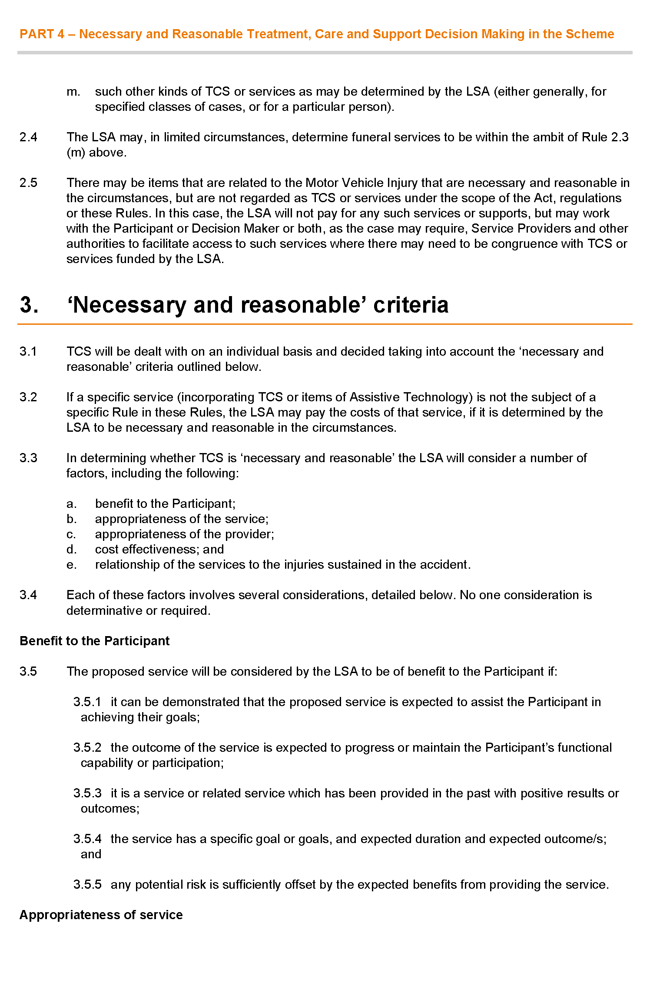 PART 4 – Necessary and Reasonable Treatment, Care and Support Decision Making in the Scheme
m. such other kinds of TCS or services as may be determined by the LSA (either generally, for
specified classes of cases, or for a particular person).
2.4 The LSA may, in limited circumstances, determine funeral services to be within the ambit of Rule 2.3
(m) above.
2.5 There may be items that are related to the Motor Vehicle Injury that are necessary and reasonable in
the circumstances, but are not regarded as TCS or services under the scope of the Act, regulations
or these Rules. In this case, the LSA will not pay for any such services or supports, but may work
with the Participant or Decision Maker or both, as the case may require, Service Providers and other
authorities to facilitate access to such services where there may need to be congruence with TCS or
services funded by the LSA.
3. ‘Necessary and reasonable’ criteria
3.1 TCS will be dealt with on an individual basis and decided taking into account the ‘necessary and
reasonable’ criteria outlined below.
3.2 If a specific service (incorporating TCS or items of Assistive Technology) is not the subject of a
specific Rule in these Rules, the LSA may pay the costs of that service, if it is determined by the
LSA to be necessary and reasonable in the circumstances.
3.3 In determining whether TCS is ‘necessary and reasonable’ the LSA will consider a number of
factors, including the following:
a. benefit to the Participant;
b. appropriateness of the service;
c. appropriateness of the provider;
d. cost effectiveness; and
e. relationship of the services to the injuries sustained in the accident.
3.4 Each of these factors involves several considerations, detailed below. No one consideration is
determinative or required.
Benefit to the Participant
3.5 The proposed service will be considered by the LSA to be of benefit to the Participant if:
3.5.1 it can be demonstrated that the proposed service is expected to assist the Participant in
achieving their goals;
3.5.2 the outcome of the service is expected to progress or maintain the Participant’s functional
capability or participation;
3.5.3 it is a service or related service which has been provided in the past with positive results or
outcomes;
3.5.4 the service has a specific goal or goals, and expected duration and expected outcome/s;
and
3.5.5 any potential risk is sufficiently offset by the expected benefits from providing the service.
Appropriateness of service